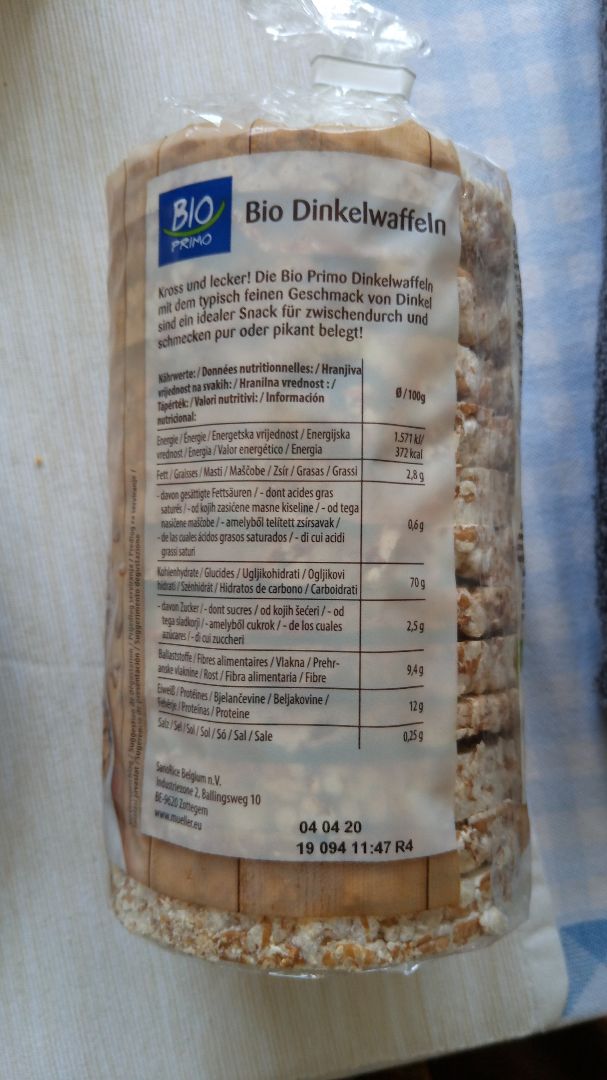 BIO
PRIMO
Bio Dinkelwaffeln
Kross und lecker! Die Bio Primo Dinkelwaffeln
mit dem typisch feinen Geschmack von Dinkel
sind ein idealer Snack für zwischendurch und
schmecken pur oder pikant belegt!
Nährwerte: / Données nutritionnelles: / Hranjiva
vrijednost na svakih: / Hranilna vrednost : /
Tápérték: / Valori nutritivi: / Información
nutricional:
Ø / 100g
Energie / Énergie / Energetska vrijednost / Energijska
vrednost / Energia / Valor energético / Energia
1.571 kJ/
372 kcal
Fett / Graisses / Masti / Maščobe / Zsír / Grasas / Grassi
2,8 g
- davon gesättigte Fettsäuren / - dont acides gras
saturés / - od kojih zasićene masne kiseline / - od tega
nasičene maščobe / - amelyből telített zsírsavak /
- de las cuales ácidos grasos saturados / - di cui acidi
grassi saturi
0,6 g
Kohlenhydrate / Glucides / Ugljikohidrati / Ogljikovi
hidrati / Szénhidrát / Hidratos de carbono / Carboidrati
70 g
- davon Zucker / - dont sucres / od kojih šećeri / - od
tega sladkorji / - amelyből cukrok / - de los cuales
azúcares / - di cui zuccheri
2,5 g
Ballaststoffe / Fibres alimentaires / Vlakna / Prehr-
anske vlaknine / Rost / Fibra alimentaria / Fibre
9,4 g
Eiweiß / Protéines / Bjelančevine / Beljakovine /
Fehérje / Proteínas / Proteine
12 g
Salz / Sel / Sol / Sol / Só / Sal / Sale
0,25 g
SanoRice Belgium n.V.
Industriezone 2, Ballingsweg 10
BE-9620 Zottegem
www.mueller.eu
04 04 20
19 094 11:47 R4